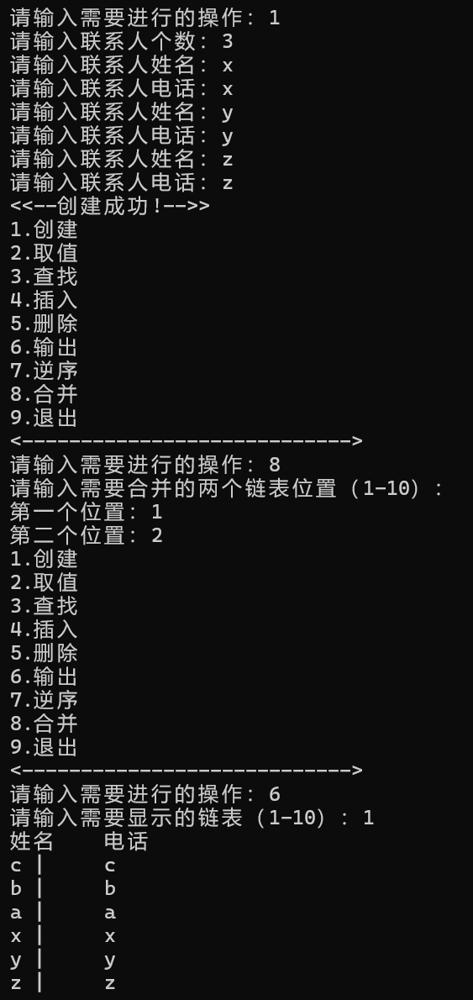 请输入需要进行的操作: 1
请输入联系人个数: 3
请输入联系人姓名: x
请输入联系人电话: x
请输入联系人姓名: y
请输入联系人电话: y
请输入联系人姓名: z
请输入联系人电话: z
<<--创建成功!-->>
1.创建
2.取值
3.查找
4.插入
5.删除
6.输出
7.逆序
8.合并
9.退出
<---------------------------->
请输入需要进行的操作: 8
请输入需要合并的两个链表位置（1-10）:
第一个位置: 1
第二个位置: 2
1.创建
2.取值
3.查找
4.插入
5.删除
6.输出
7.逆序
8.合并
9.退出
<---------------------------->
请输入需要进行的操作: 6
请输入需要显示的链表（1-10）: 1
姓名    电话
c |     c
b |     b
a |     a
x |     x
y |     y
z |     z